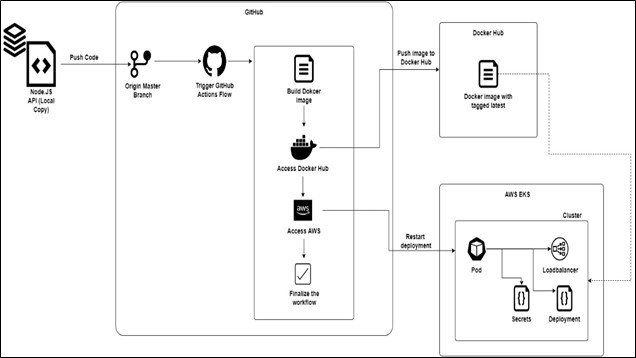 GitHub
Docker Hub
Push Code
Push image to
Docker Hub
Node.JS
API (Local
Copy)
Origin Master
Branch
Trigger GitHub
Actions Flow
Build Dokcer
image
Docker image with
tagged latest
Access Docker Hub
AWS EKS
aws
Access AWS
Restart
deployment
Cluster
Pod
Loadbalancer
Finalize the
workflow
Secrets
Deployment